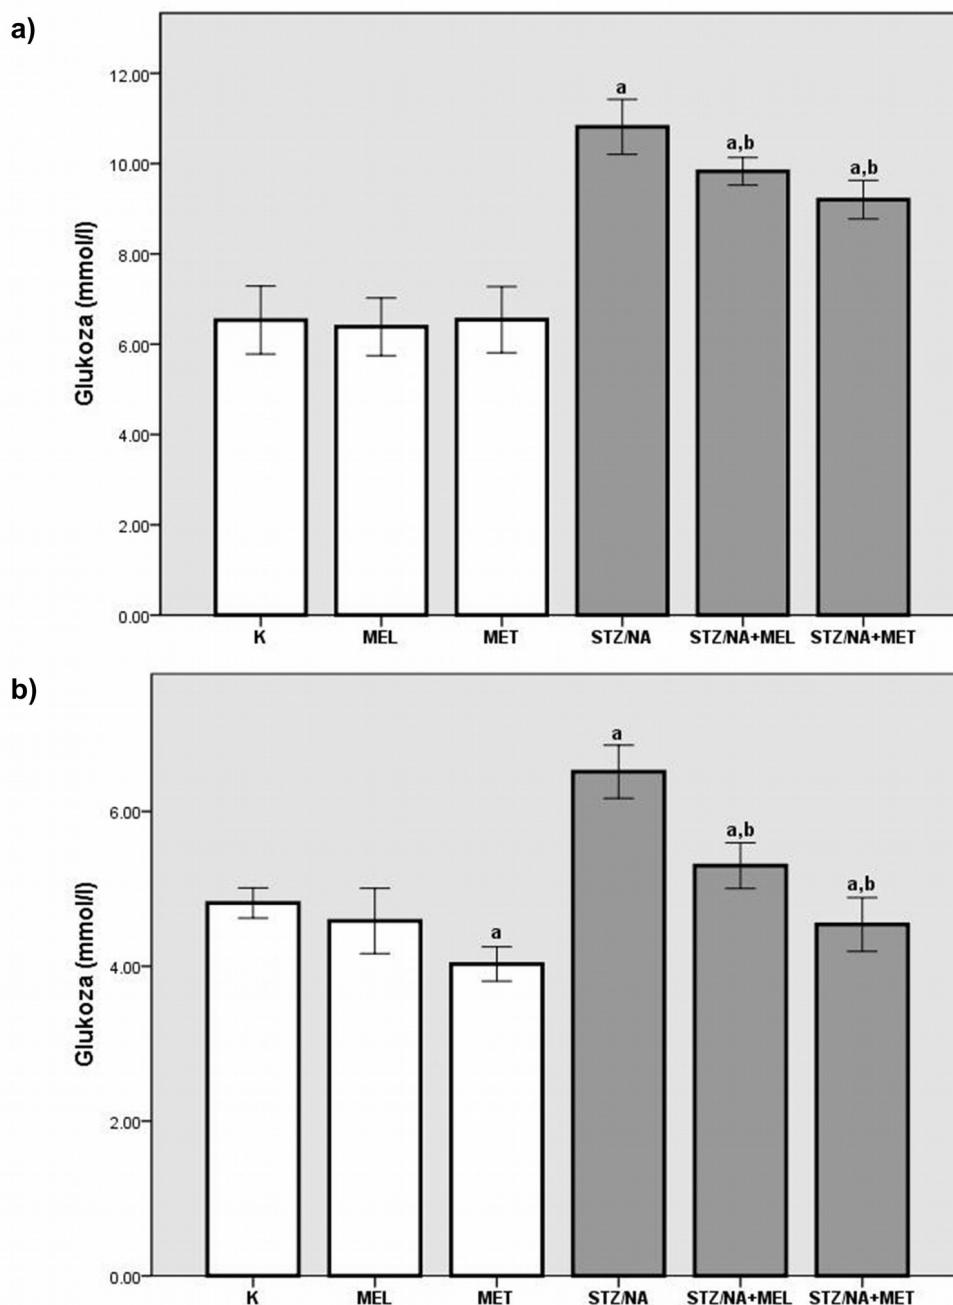 a)
Glukoza (mmol/l)
12.00
10.00
8.00
6.00
4.00
2.00
0.00
a
a,b
a,b
K MEL MET STZ/NA STZ/NA+MEL STZ/NA+MET
b)
Glukoza (mmol/l)
6.00
4.00
2.00
0.00
a
a
a,b
a,b
K MEL MET STZ/NA STZ/NA+MEL STZ/NA+MET